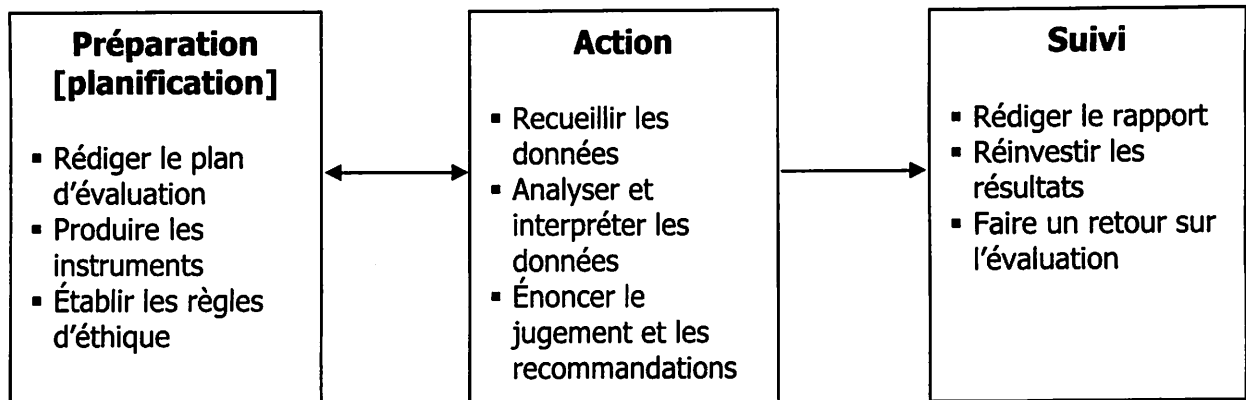 Préparation
[planification]
▪ Rédiger le plan
d'évaluation
▪ Produire les
instruments
▪ Établir les règles
d'éthique
Action
▪ Recueillir les
données
▪ Analyser et
interpréter les
données
▪ Énoncer le
jugement et les
recommandations
Suivi
▪ Rédiger le rapport
▪ Réinvestir les
résultats
▪ Faire un retour sur
l'évaluation